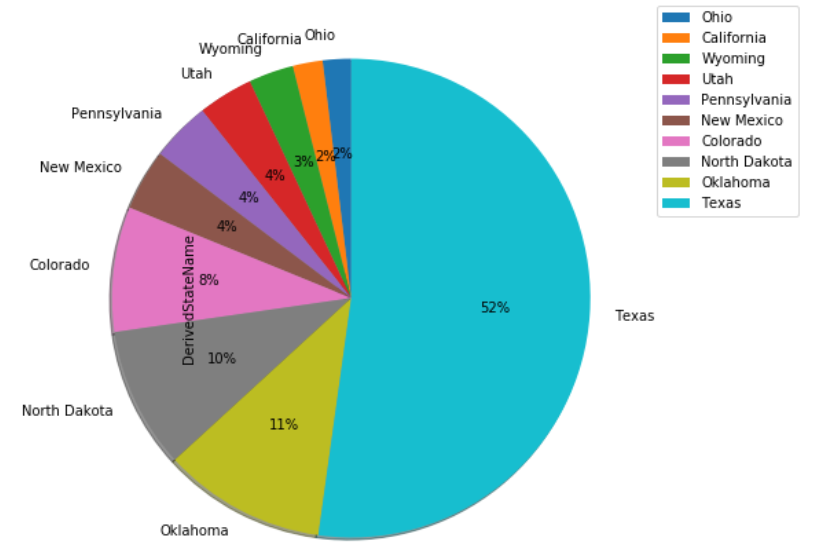 Ohio
California
Wyoming
Utah
Pennsylvania
New Mexico
Colorado
North Dakota
Oklahoma
Texas
2%
2%
3%
4%
4%
4%
8%
10%
11%
52%
DerivedStateName
Ohio
California
Wyoming
Utah
Pennsylvania
New Mexico
Colorado
North Dakota
Oklahoma
Texas